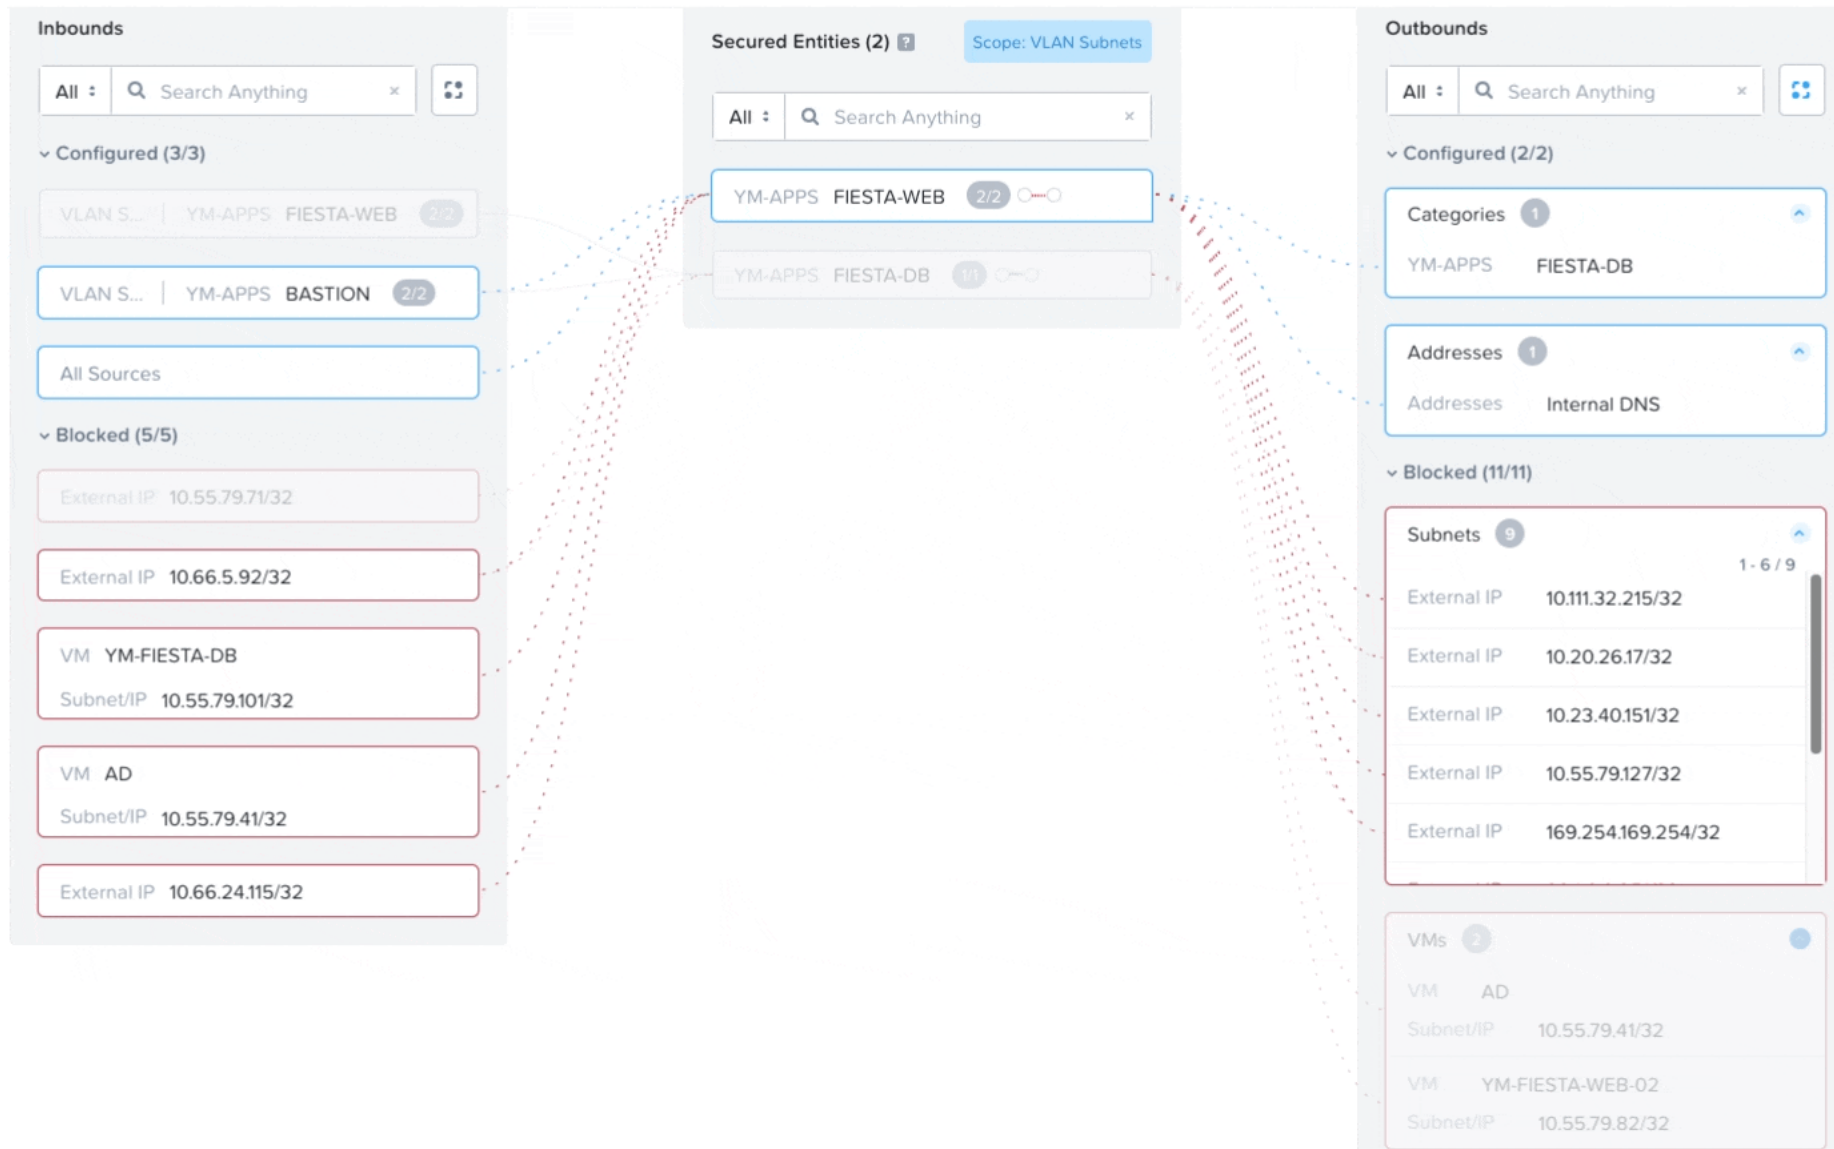 Inbounds
All
Search Anything
Configured (3/3)
VLAN S... | YM-APPS FIESTA-WEB 2/2
VLAN S... | YM-APPS BASTION 2/2
All Sources
Blocked (5/5)
External IP 10.55.79.71/32
External IP 10.66.5.92/32
VM YM-FIESTA-DB
Subnet/IP 10.55.79.101/32
VM AD
Subnet/IP 10.55.79.41/32
External IP 10.66.24.115/32
Secured Entities (2) ?
Scope: VLAN Subnets
All
Search Anything
YM-APPS FIESTA-WEB 2/2
YM-APPS FIESTA-DB 1/1
Outbounds
All
Search Anything
Configured (2/2)
Categories 1
YM-APPS FIESTA-DB
Addresses 1
Addresses Internal DNS
Blocked (11/11)
Subnets 9
1 - 6 / 9
External IP 10.111.32.215/32
External IP 10.20.26.17/32
External IP 10.23.40.151/32
External IP 10.55.79.127/32
External IP 169.254.169.254/32
VMs 2
VM AD
Subnet/IP 10.55.79.41/32
VM YM-FIESTA-WEB-02
Subnet/IP 10.55.79.82/32